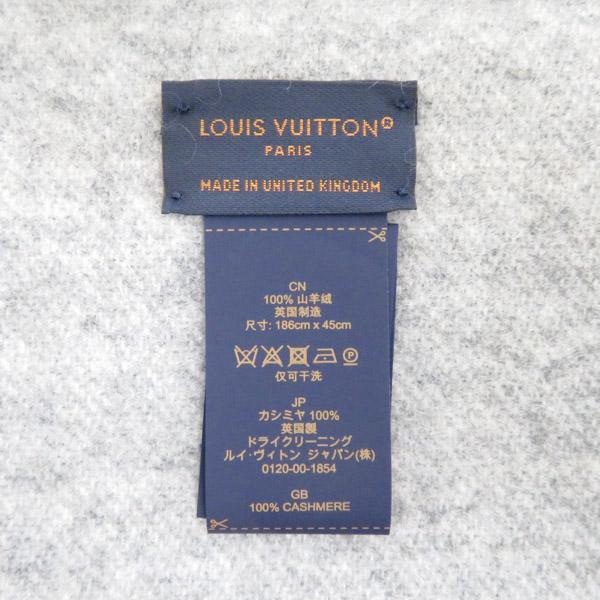 LOUIS VUITTON®
PARIS
MADE IN UNITED KINGDOM
CN
100% 山羊绒
英国制造
尺寸: 186cm x 45cm
P
仅可干洗
JP
カシミヤ 100%
英国製
ドライクリーニング
ルイ·ヴィトン ジャパン(株)
0120-00-1854
GB
100% CASHMERE